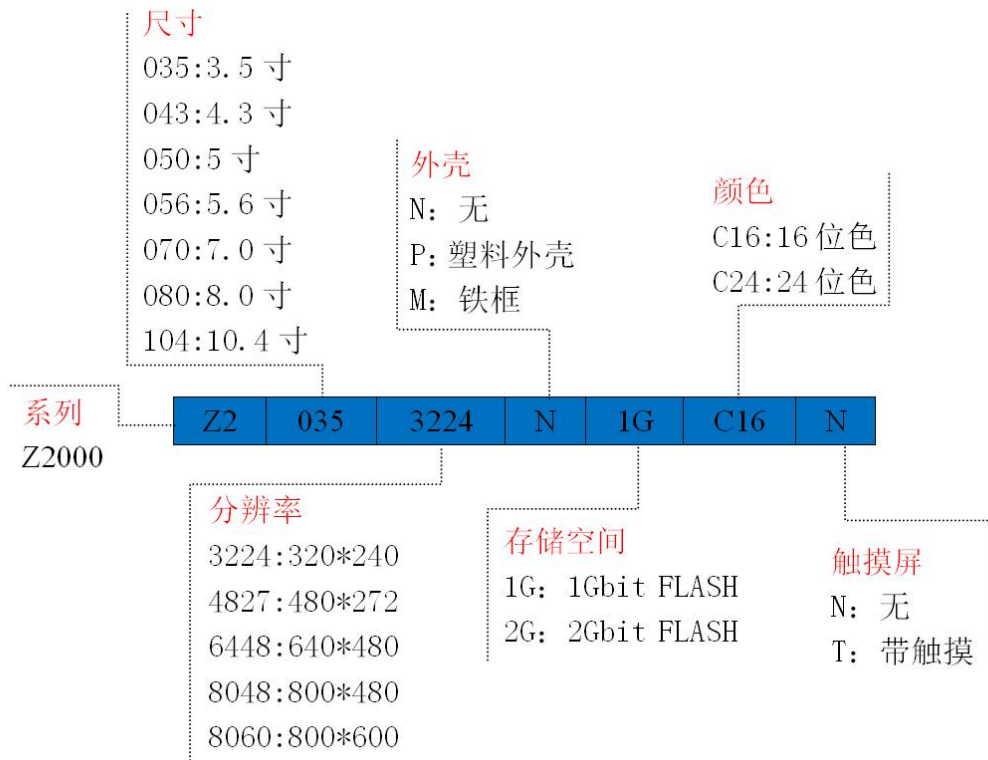 尺寸
035:3.5 寸
043:4.3 寸
050:5 寸
056:5.6 寸
070:7.0 寸
080:8.0 寸
104:10.4 寸
外壳
N: 无
P: 塑料外壳
M: 铁框
颜色
C16:16 位色
C24:24 位色
系列
Z2000
Z2 035 3224 N 1G C16 N
分辨率
3224:320*240
4827:480*272
6448:640*480
8048:800*480
8060:800*600
存储空间
1G: 1Gbit FLASH
2G: 2Gbit FLASH
触摸屏
N: 无
T: 带触摸